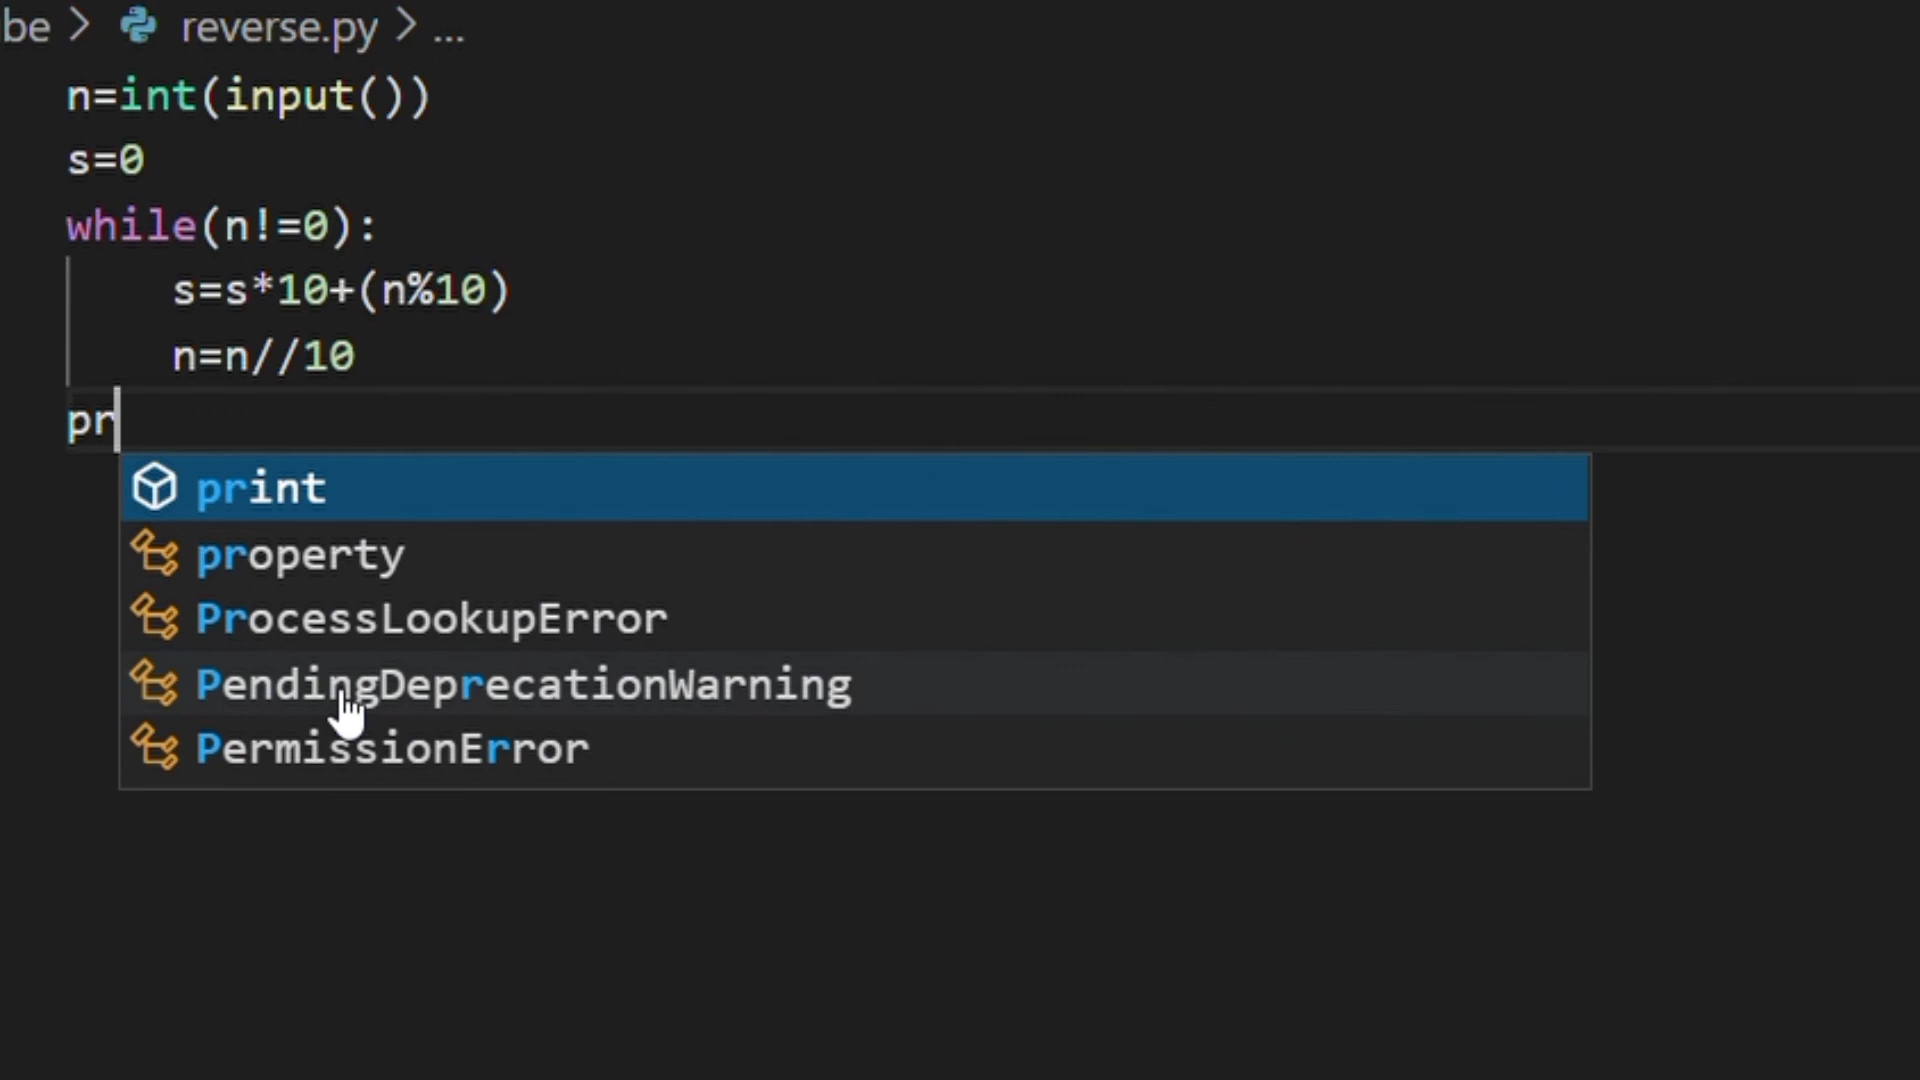 be > reverse.py > ...
n=int(input())
s=0
while(n!=0):
    s=s*10+(n%10)
    n=n//10
pr
print
property
ProcessLookupError
PendingDeprecationWarning
PermissionError